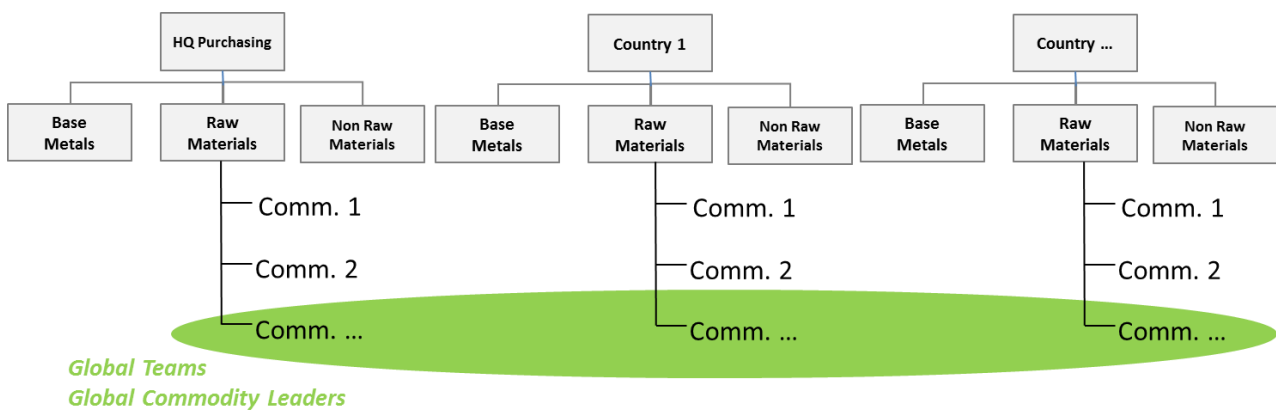 HQ Purchasing
Country 1
Country ...
Base
Metals
Raw
Materials
Non Raw
Materials
Base
Metals
Raw
Materials
Non Raw
Materials
Base
Metals
Raw
Materials
Non Raw
Materials
Comm. 1
Comm. 1
Comm. 1
Comm. 2
Comm. 2
Comm. 2
Comm. ...
Comm. ...
Comm. ...
Global Teams
Global Commodity Leaders